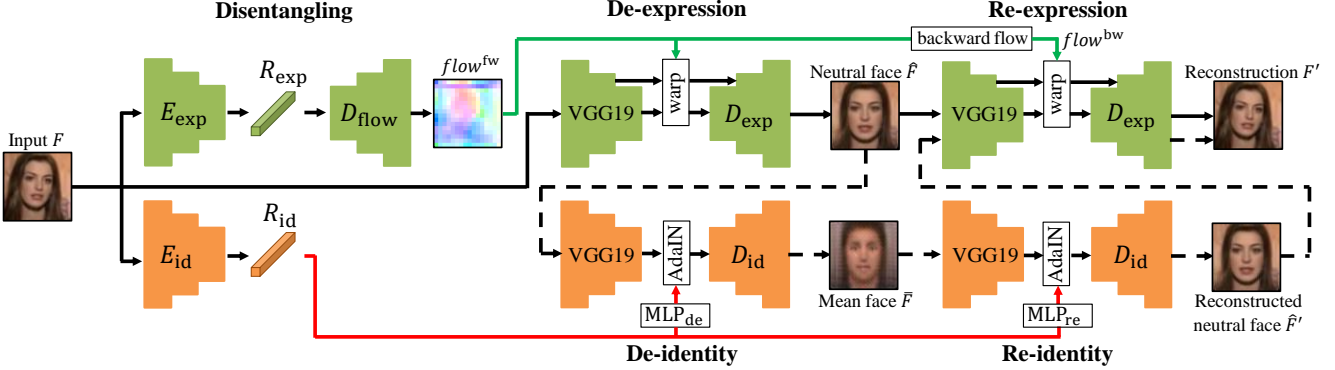 Disentangling
De-expression
Re-expression
backward flow
flow^bw
R_exp
flow^fw
Neutral face F̂
Reconstruction F′
E_exp
D_flow
VGG19
warp
D_exp
VGG19
warp
D_exp
Input F
R_id
E_id
VGG19
AdaIN
D_id
VGG19
AdaIN
D_id
Mean face F̄
Reconstructed
neutral face F̂′
MLP_de
MLP_re
De-identity
Re-identity